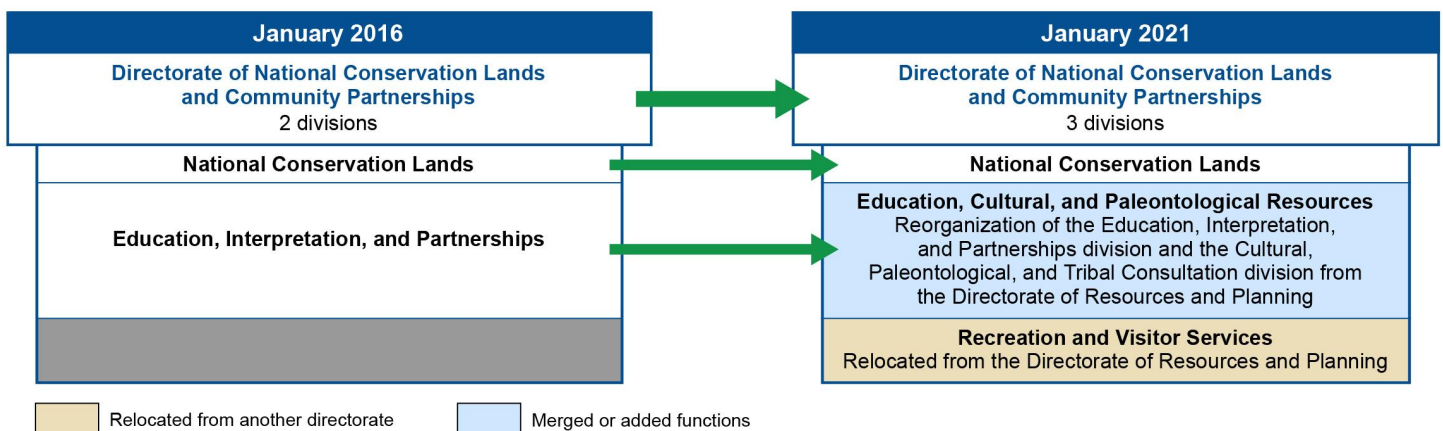 January 2016
Directorate of National Conservation Lands
and Community Partnerships
2 divisions
National Conservation Lands
Education, Interpretation, and Partnerships
January 2021
Directorate of National Conservation Lands
and Community Partnerships
3 divisions
National Conservation Lands
Education, Cultural, and Paleontological Resources
Reorganization of the Education, Interpretation,
and Partnerships division and the Cultural,
Paleontological, and Tribal Consultation division from
the Directorate of Resources and Planning
Recreation and Visitor Services
Relocated from the Directorate of Resources and Planning
Relocated from another directorate
Merged or added functions